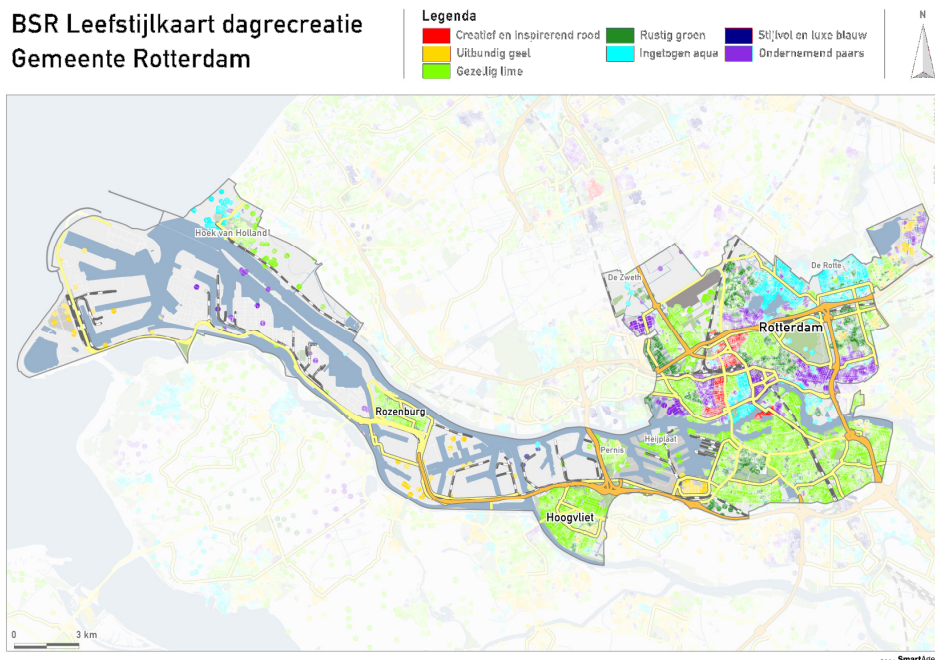 BSR Leefstijlkaart dagrecreatie
Gemeente Rotterdam
Legenda
Creatief en inspirerend rood
Uitbundig geel
Gezellig lime
Rustig groen
Ingetogen aqua
Stijlvol en luxe blauw
Ondernemend paars
N
Hoek van Holland
De Zweth
De Rotte
Rotterdam
Rozenburg
Heijplaat
Pernis
Hoogvliet
0 3 km